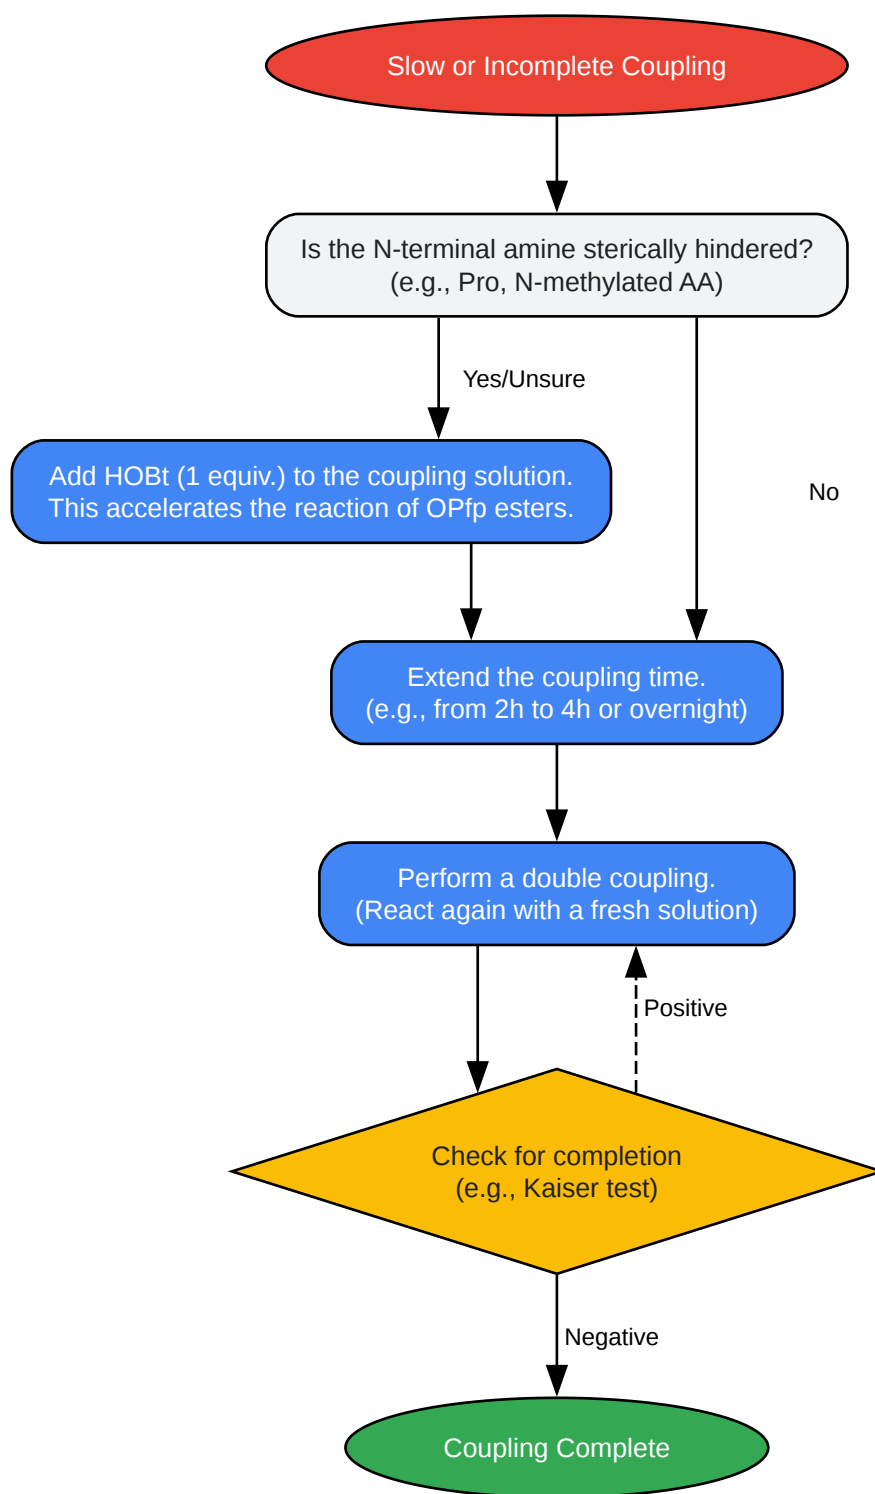 Slow or Incomplete Coupling
Is the N-terminal amine sterically hindered?
(e.g., Pro, N-methylated AA)
Yes/Unsure
Add HOBt (1 equiv.) to the coupling solution.
This accelerates the reaction of OPfp esters.
No
Extend the coupling time.
(e.g., from 2h to 4h or overnight)
Perform a double coupling.
(React again with a fresh solution)
Positive
Check for completion
(e.g., Kaiser test)
Negative
Coupling Complete